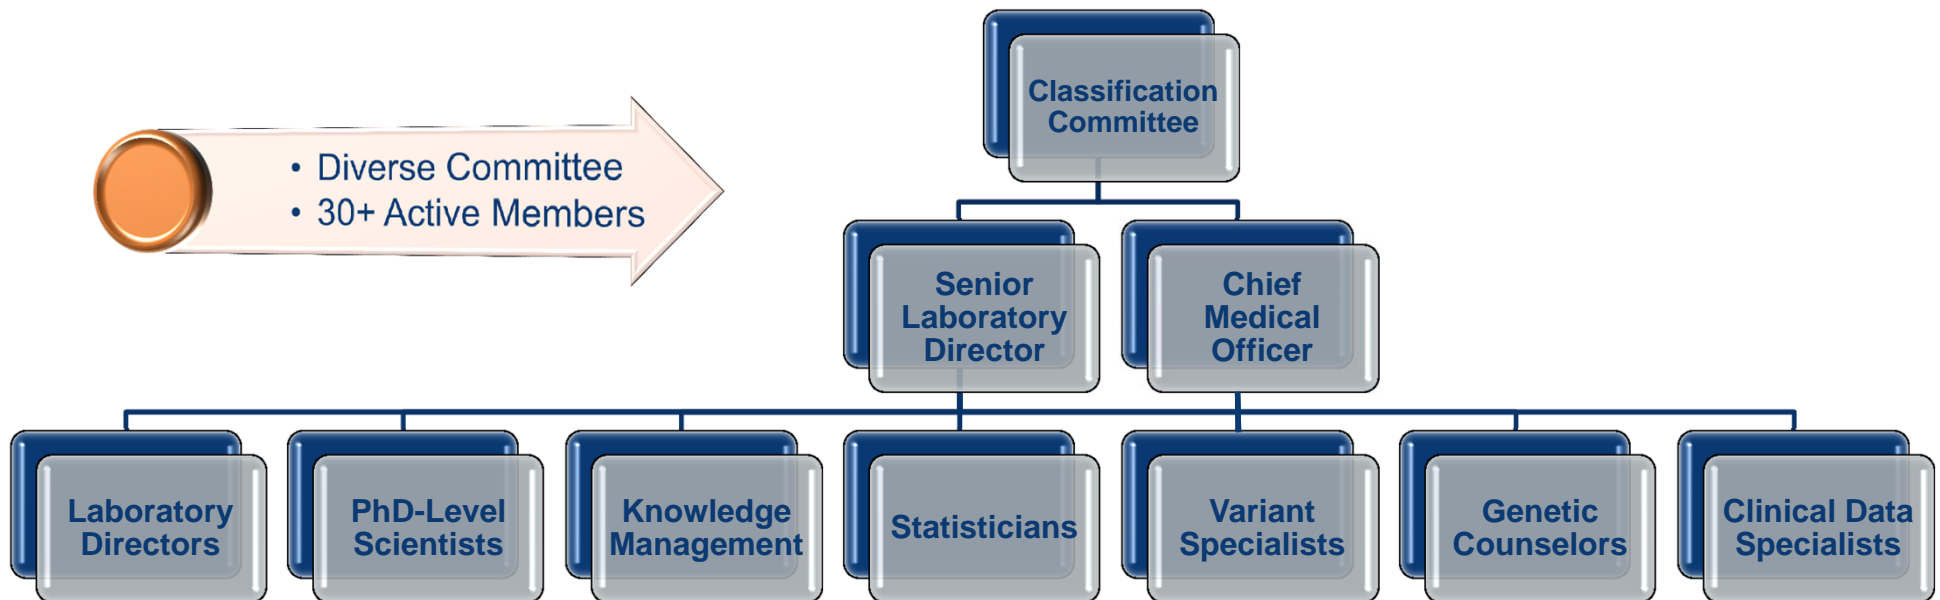 • Diverse Committee
• 30+ Active Members
Classification
Committee
Senior
Laboratory
Director
Chief
Medical
Officer
Laboratory
Directors
PhD-Level
Scientists
Knowledge
Management
Statisticians
Variant
Specialists
Genetic
Counselors
Clinical Data
Specialists